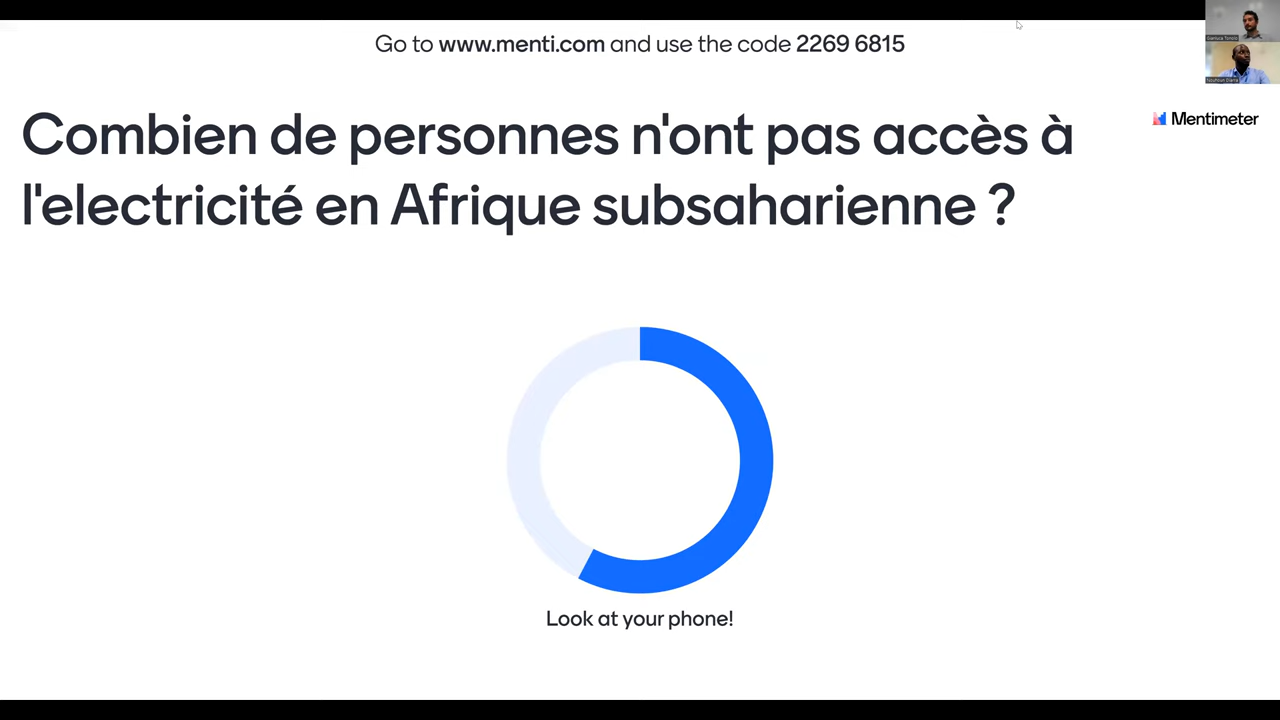 Go to www.menti.com and use the code 2269 6815
Mentimeter
Combien de personnes n'ont pas accès à
l'electricité en Afrique subsaharienne ?
Look at your phone!